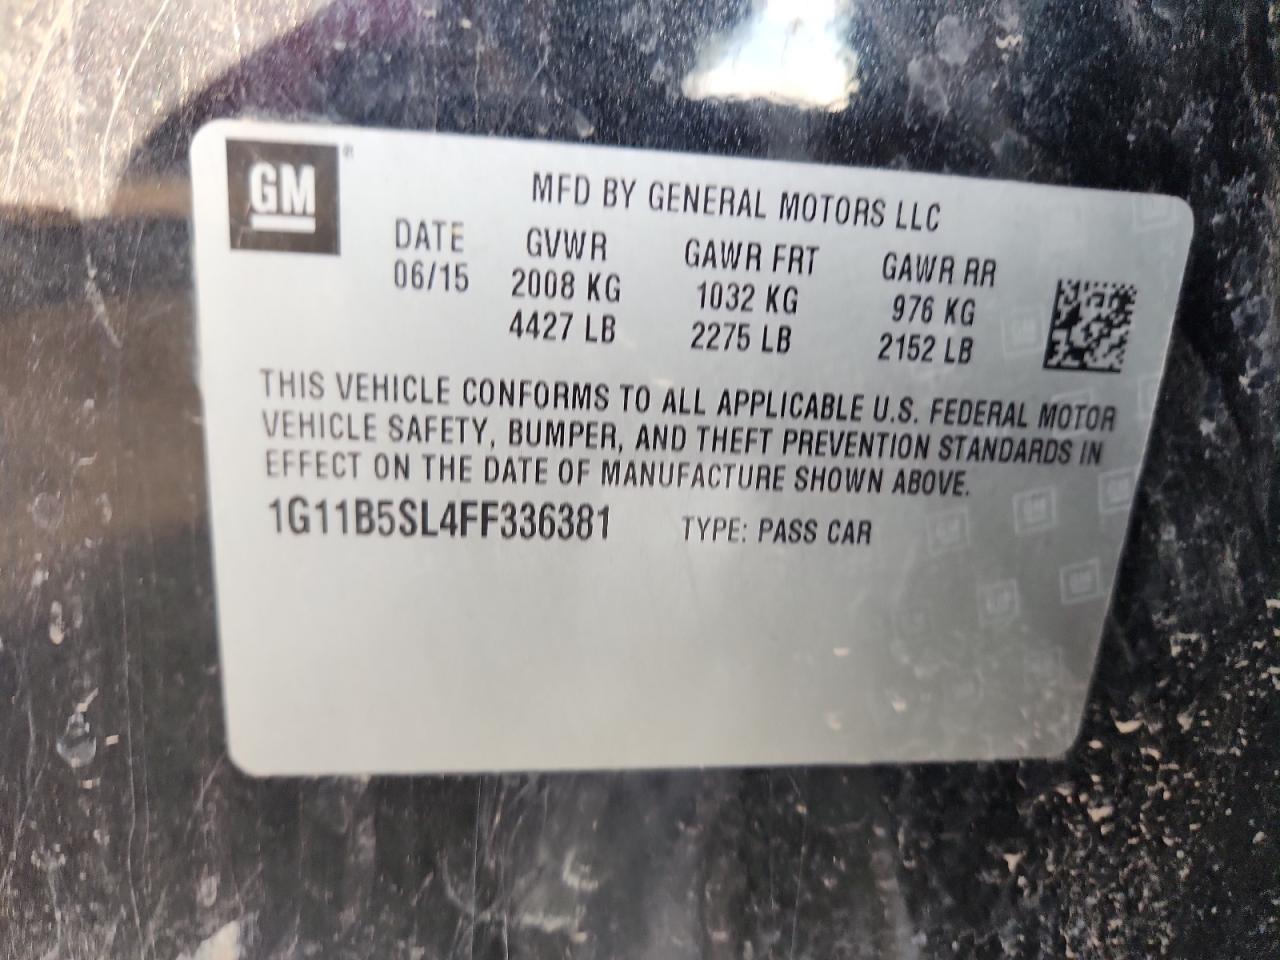 GM®
MFD BY GENERAL MOTORS LLC
DATE GVWR GAWR FRT GAWR RR
06/15 2008 KG 1032 KG 976 KG
4427 LB 2275 LB 2152 LB
THIS VEHICLE CONFORMS TO ALL APPLICABLE U.S. FEDERAL MOTOR
VEHICLE SAFETY, BUMPER, AND THEFT PREVENTION STANDARDS IN
EFFECT ON THE DATE OF MANUFACTURE SHOWN ABOVE.
1G11B5SL4FF336381 TYPE: PASS CAR